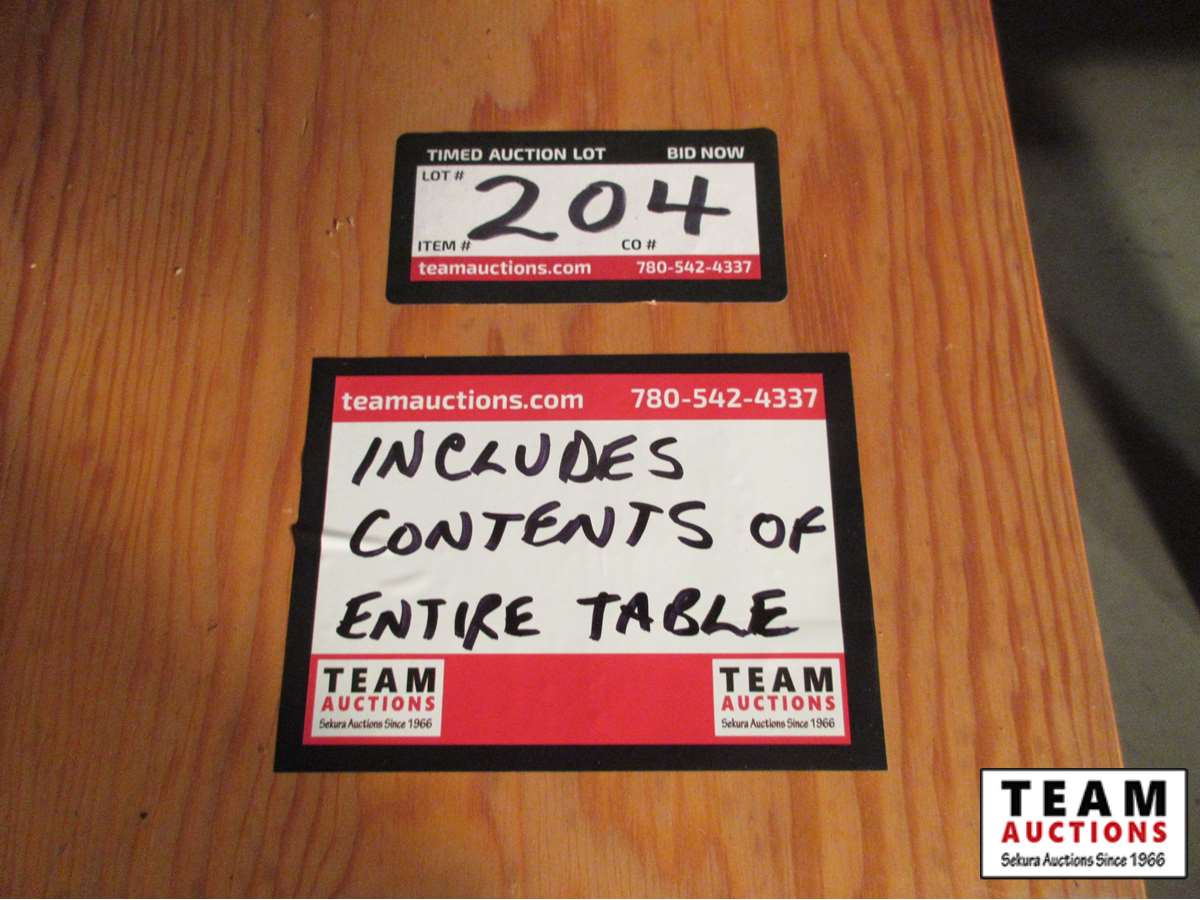 TIMED AUCTION LOT BID NOW
LOT # 204
ITEM # CO #
teamauctions.com 780-542-4337
teamauctions.com 780-542-4337
INCLUDES
CONTENTS OF
ENTIRE TABLE
TEAM
AUCTIONS
Sekura Auctions Since 1966
TEAM
AUCTIONS
Sekura Auctions Since 1966
TEAM
AUCTIONS
Sekura Auctions Since 1966